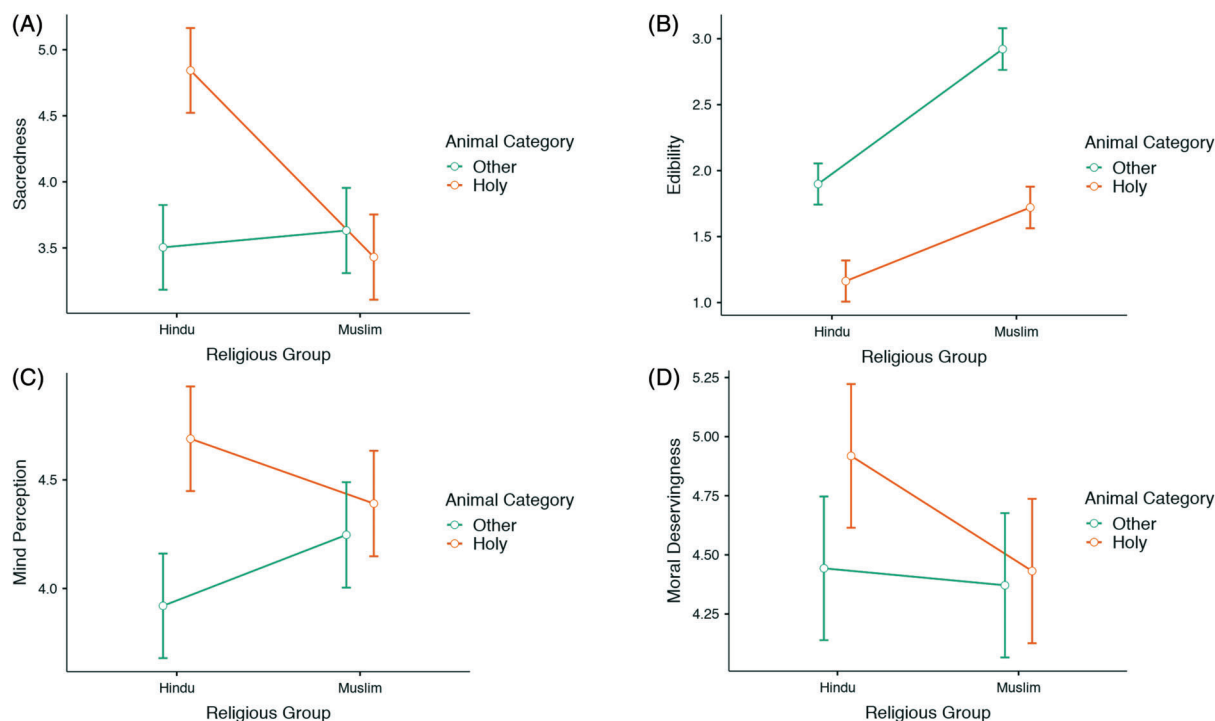 (A)
5.0
4.5
4.0
3.5
Sacredness
Hindu
Muslim
Religious Group
Animal Category
Other
Holy
(B)
3.0
2.5
2.0
1.5
1.0
Edibility
Hindu
Muslim
Religious Group
Animal Category
Other
Holy
(C)
4.5
4.0
Mind Perception
Hindu
Muslim
Religious Group
Animal Category
Other
Holy
(D)
5.25
5.00
4.75
4.50
4.25
Moral Deservingness
Hindu
Muslim
Religious Group
Animal Category
Other
Holy